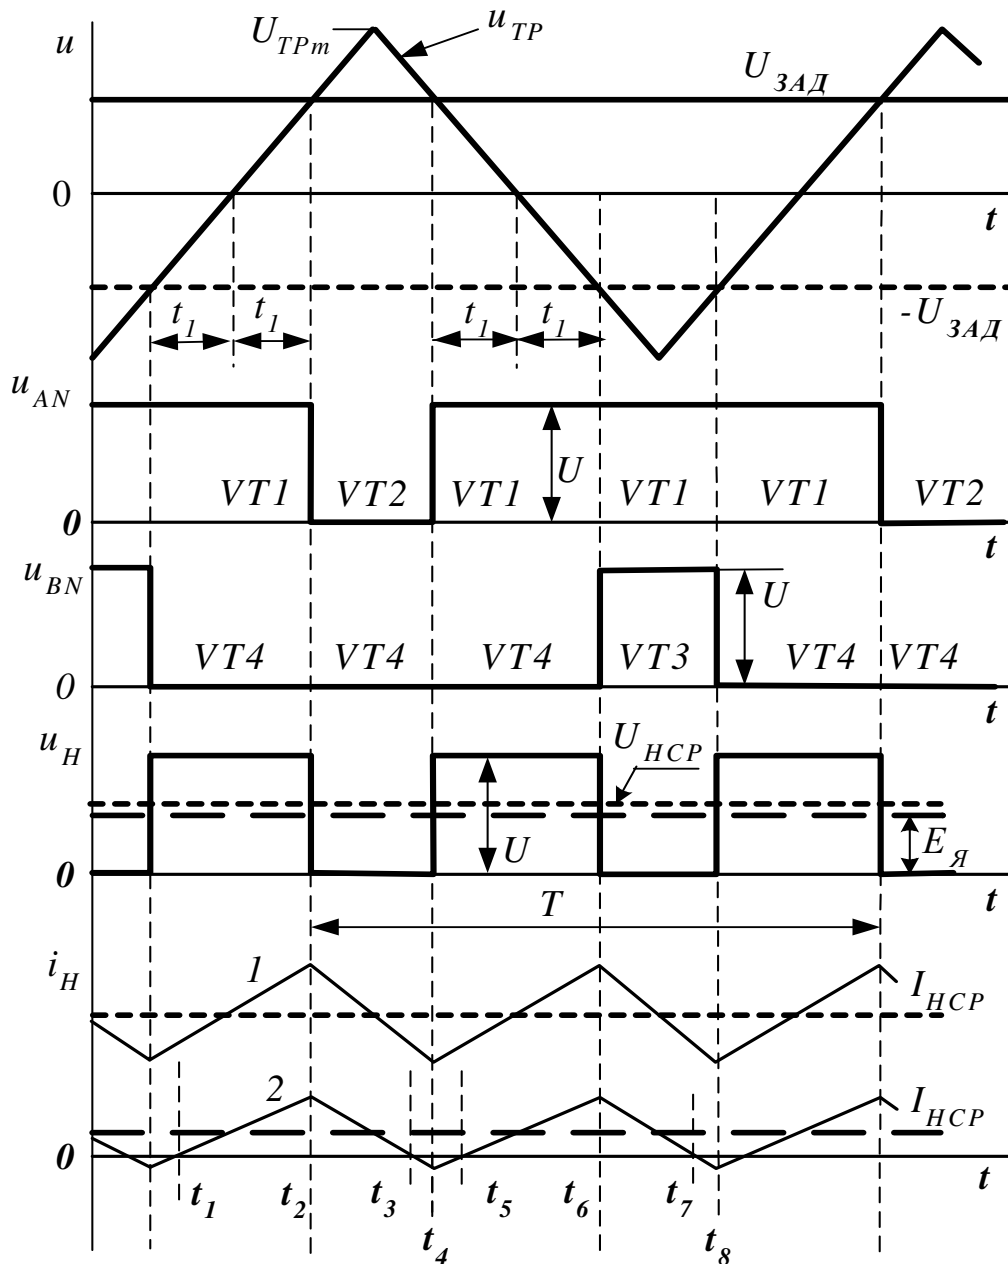 u U_TPm u_TP U_ЗАД
0 t
t_1 t_1 t_1 t_1 -U_ЗАД
u_AN
VT1 VT2 VT1 U VT1 VT1 VT2
0 t
u_BN U
VT4 VT4 VT4 VT3 VT4 VT4
0 t
u_H U_HCP
U E_Я
0 t
T
i_H 1 I_HCP
2 I_HCP
0 t
t_1 t_2 t_3 t_5 t_6 t_7
t_4 t_8